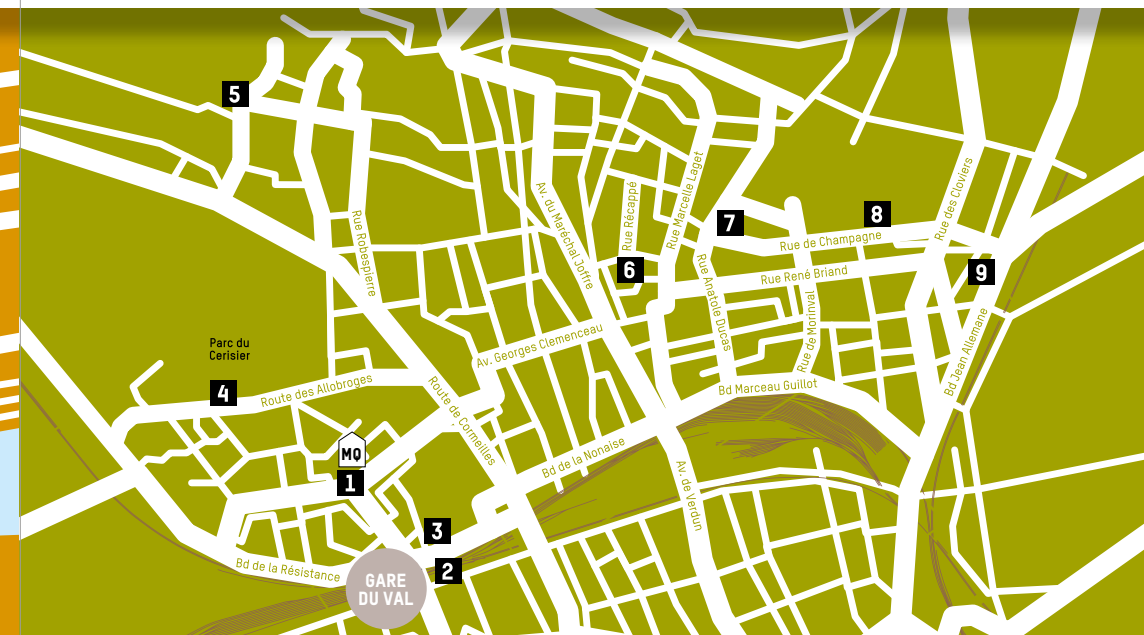 5
Av. du Maréchal Joffre
Rue Récappé
Rue Marcelle Laget
7
8
Rue des Cloviers
Rue de Champagne
Rue Robespierre
6
Rue René Briand
9
Rue Anatole Ducas
Rue de Morinval
Parc du
Cerisier
Av. Georges Clemenceau
Bd Jean Allemane
4
Route des Allobroges
Route de Cormeilles
Bd Marceau Guillot
MQ
1
Bd de la Nonaise
Av. de Verdun
3
2
Bd de la Résistance
GARE
DU VAL